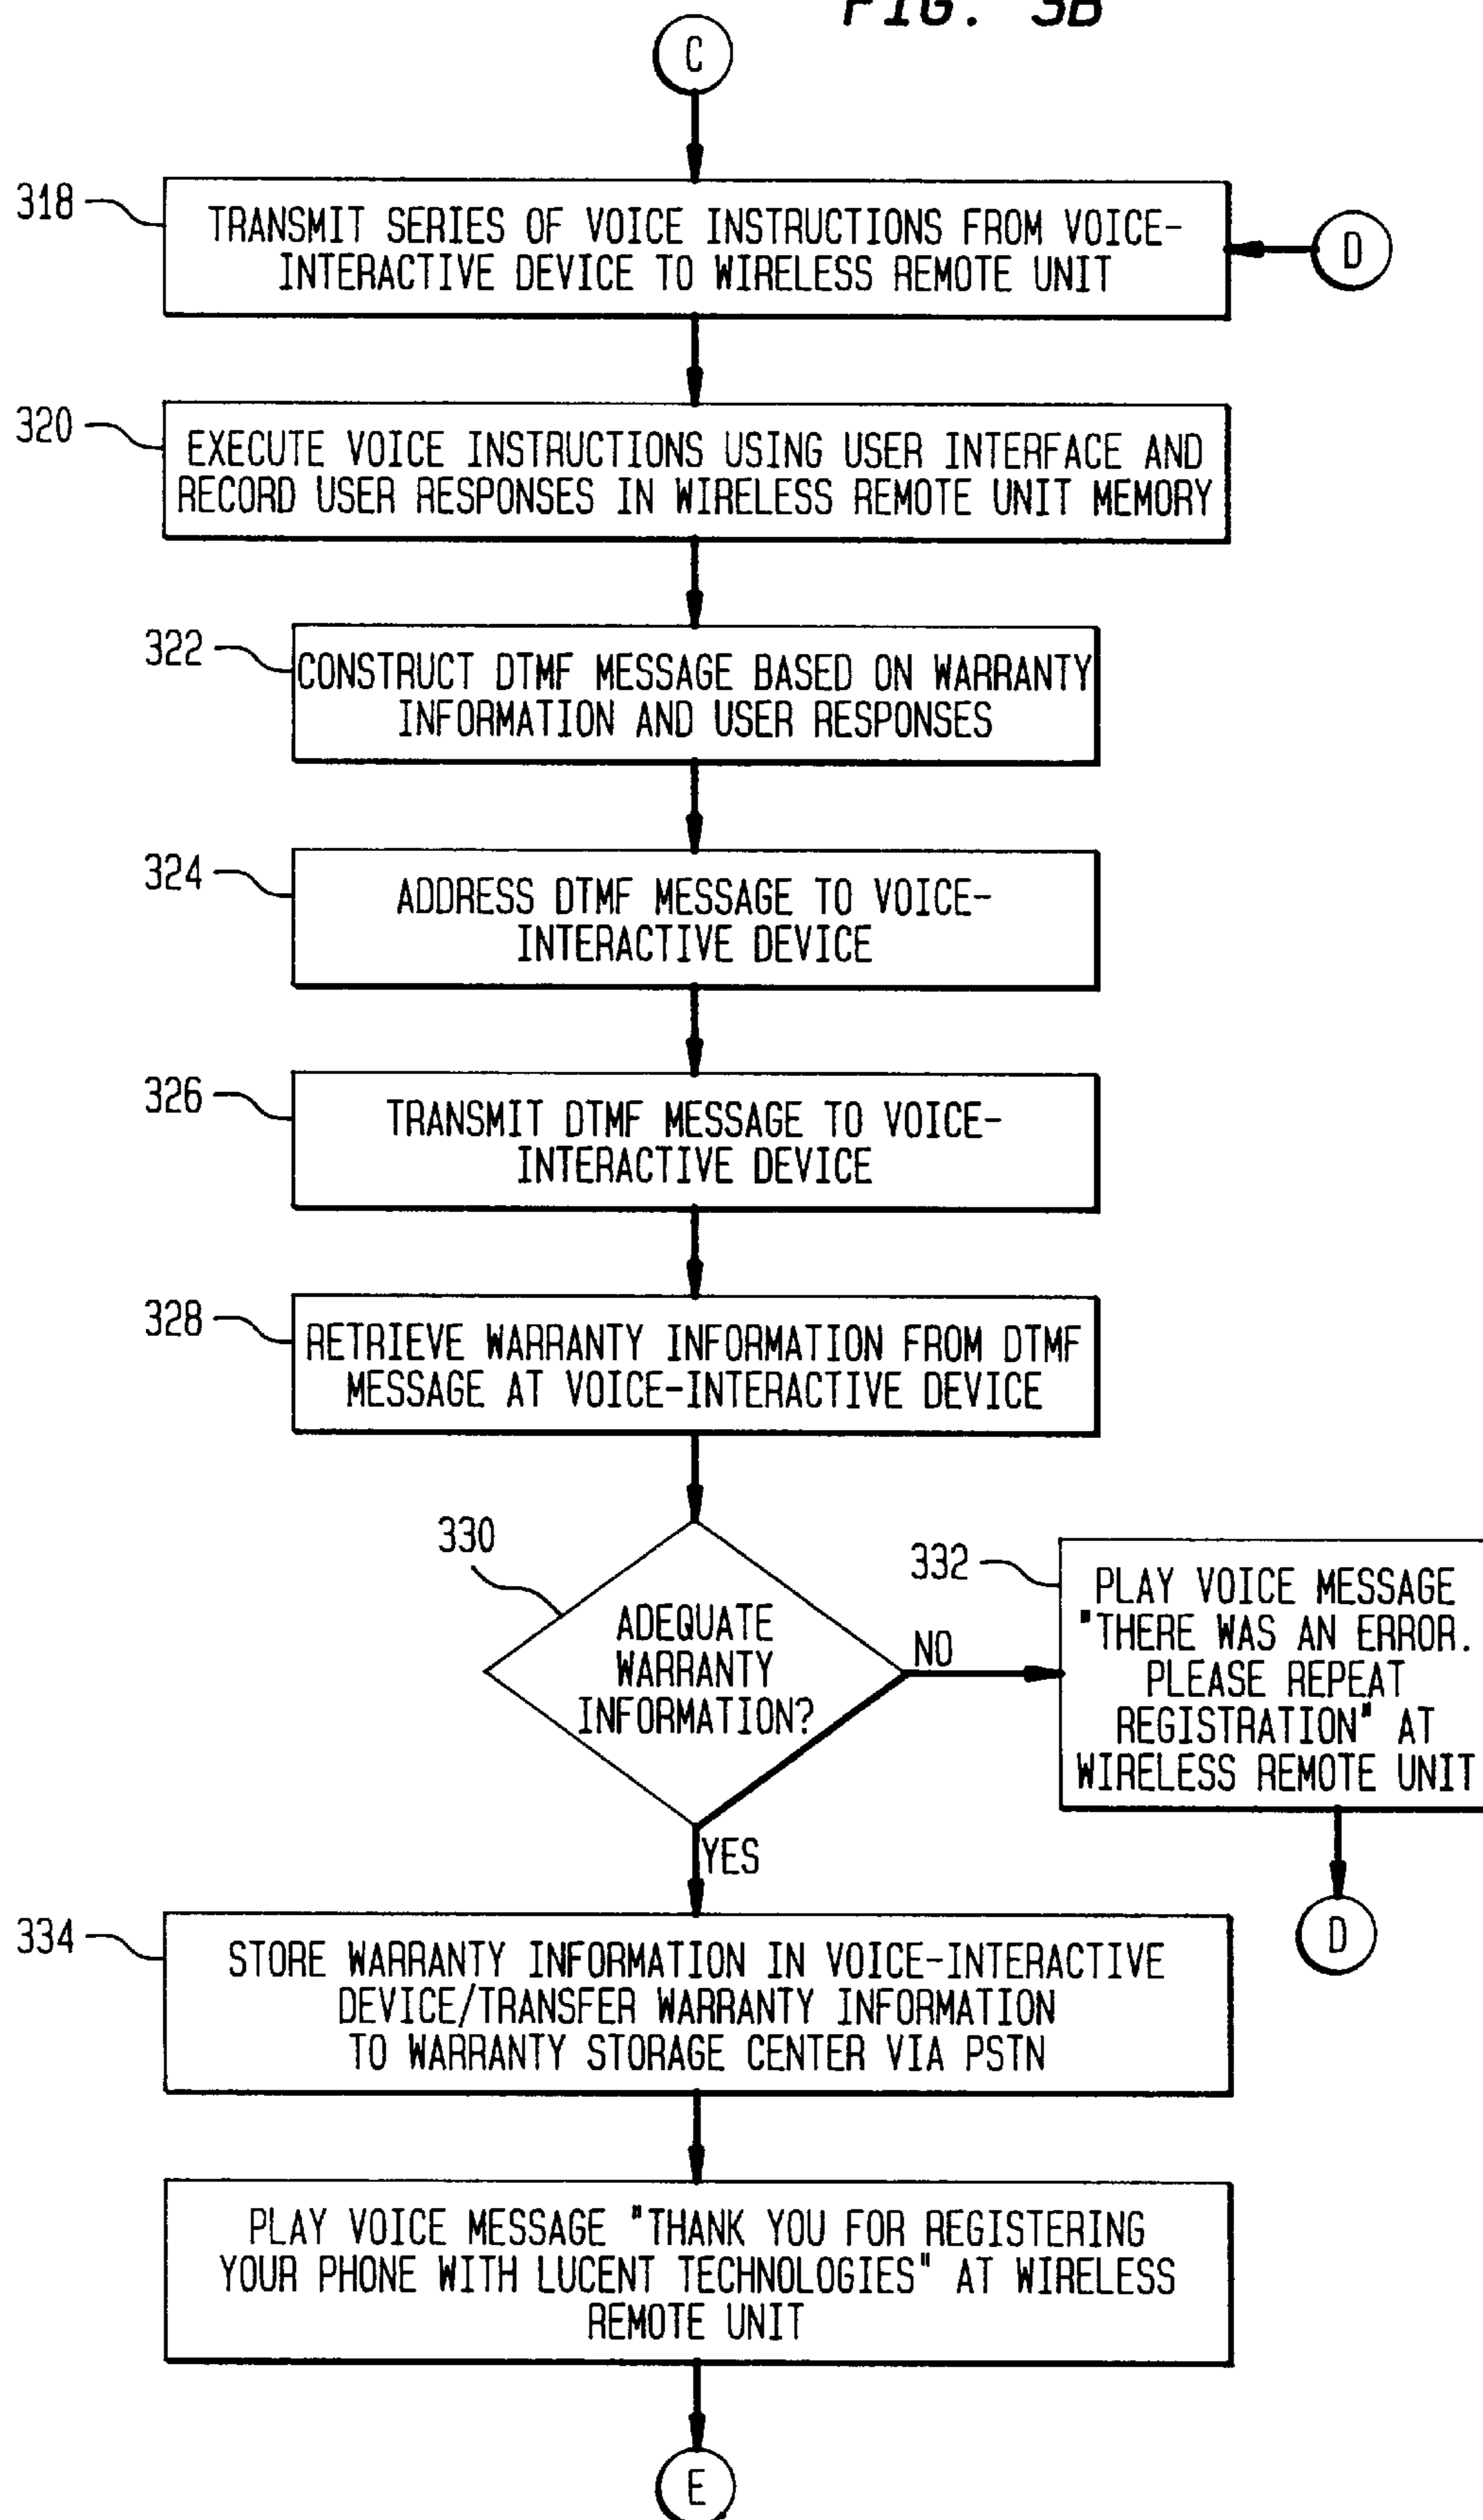 FIG. 3B
C
318
TRANSMIT SERIES OF VOICE INSTRUCTIONS FROM VOICE-
INTERACTIVE DEVICE TO WIRELESS REMOTE UNIT
D
320
EXECUTE VOICE INSTRUCTIONS USING USER INTERFACE AND
RECORD USER RESPONSES IN WIRELESS REMOTE UNIT MEMORY
322
CONSTRUCT DTMF MESSAGE BASED ON WARRANTY
INFORMATION AND USER RESPONSES
324
ADDRESS DTMF MESSAGE TO VOICE-
INTERACTIVE DEVICE
326
TRANSMIT DTMF MESSAGE TO VOICE-
INTERACTIVE DEVICE
328
RETRIEVE WARRANTY INFORMATION FROM DTMF
MESSAGE AT VOICE-INTERACTIVE DEVICE
330
ADEQUATE
WARRANTY
INFORMATION?
NO
332
PLAY VOICE MESSAGE
"THERE WAS AN ERROR.
PLEASE REPEAT
REGISTRATION" AT
WIRELESS REMOTE UNIT
D
YES
334
STORE WARRANTY INFORMATION IN VOICE-INTERACTIVE
DEVICE/TRANSFER WARRANTY INFORMATION
TO WARRANTY STORAGE CENTER VIA PSTN
PLAY VOICE MESSAGE "THANK YOU FOR REGISTERING
YOUR PHONE WITH LUCENT TECHNOLOGIES" AT WIRELESS
REMOTE UNIT
E